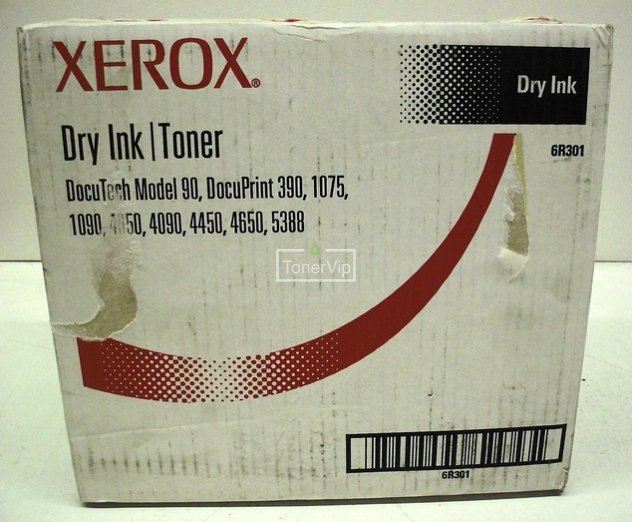 XEROX®
Dry Ink
Dry Ink | Toner
6R301
DocuTech Model 90, DocuPrint 390, 1075,
1090, 4090, 4450, 4650, 5388
TonerVip
6R301